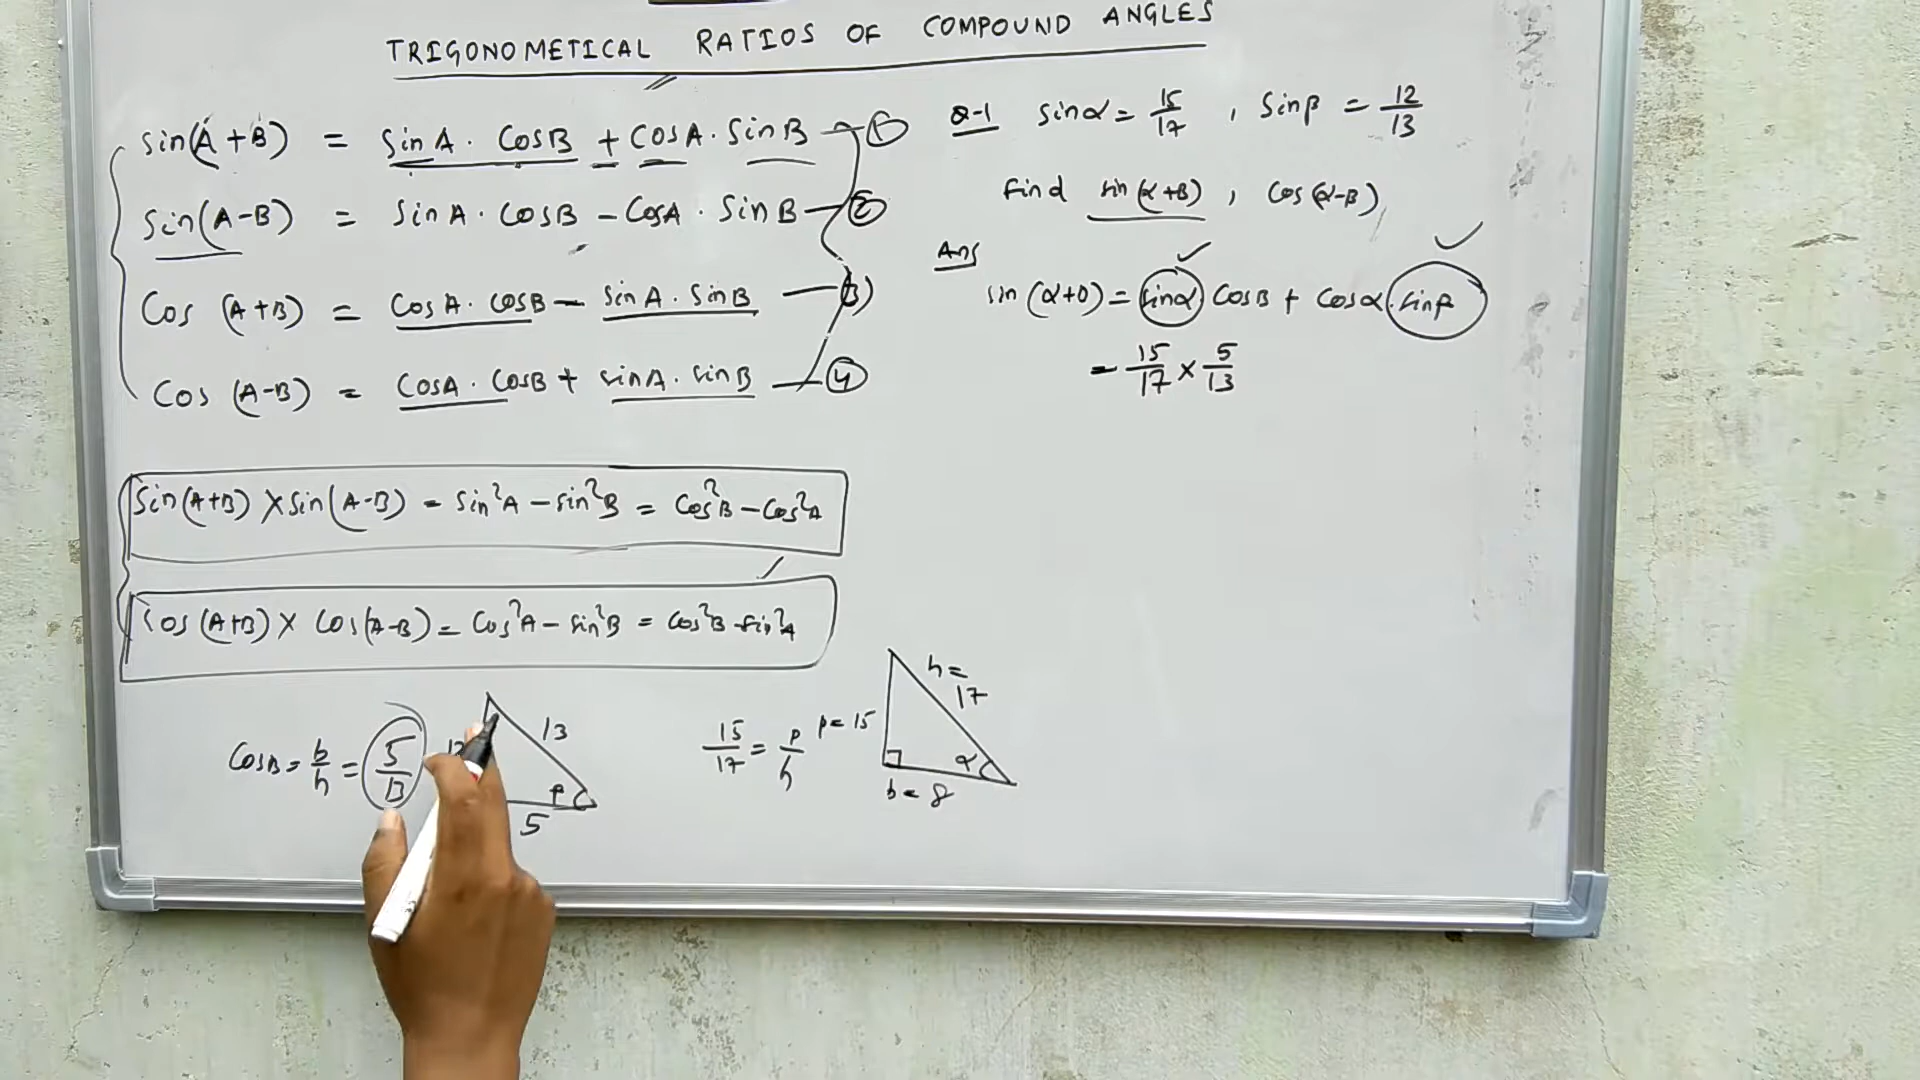 TRIGONOMETICAL RATIOS OF COMPOUND ANGLES
sin(A+B) = sinA · cosB + cosA · sinB — ①
sin(A-B) = sinA · cosB - cosA · sinB — ②
Cos (A+B) = cosA · cosB - sinA · sinB — 3)
Cos (A-B) = cosA · cosB + sinA · sinB — ④
sin(A+B) × sin(A-B) = sin²A - sin²B = cos²B - cos²A
Cos(A+B) × cos(A-B) = cos²A - sin²B = cos²B - sin²A
CosB = b/h = 5/13
13
β
5
15/17 = p/h
p = 15
h = 17
α
b = 8
Q-1 sinα = 15/17 , sinβ = 12/13
find sin(α+B) , cos(α-β)
Ans
sin (α+β) = sinα cosB + cosα · sinβ
= 15/17 × 5/13